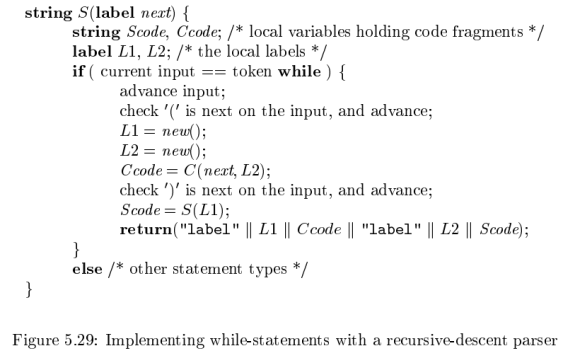 string S(label next) {
string Scode, Ccode; /* local variables holding code fragments */
label L1, L2; /* the local labels */
if ( current input == token while ) {
advance input;
check '(' is next on the input, and advance;
L1 = new();
L2 = new();
Ccode = C(next, L2);
check ')' is next on the input, and advance;
Scode = S(L1);
return("label" || L1 || Ccode || "label" || L2 || Scode);
}
else /* other statement types */
}
Figure 5.29: Implementing while-statements with a recursive-descent parser